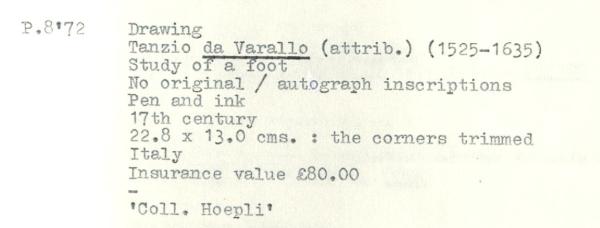 P.8'72 Drawing
Tanzio da Varallo (attrib.) (1525-1635)
Study of a foot
No original / autograph inscriptions
Pen and ink
17th century
22.8 x 13.0 cms. : the corners trimmed
Italy
Insurance value £80.00
-
'Coll. Hoepli'